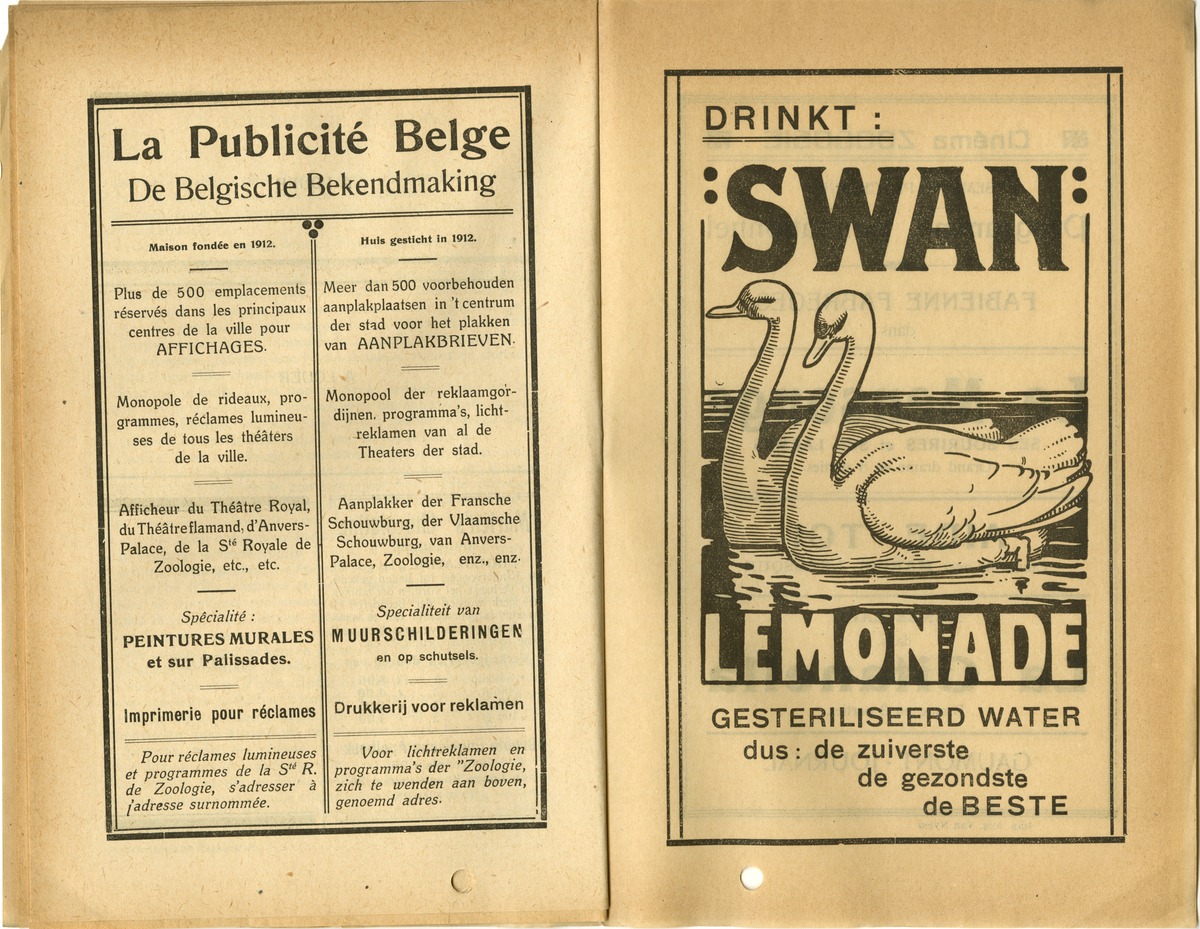 La Publicité Belge
De Belgische Bekendmaking
Maison fondée en 1912.
Plus de 500 emplacements
réservés dans les principaux
centres de la ville pour
AFFICHAGES.
Monopole de rideaux, pro-
grammes, réclames lumineu-
ses de tous les théâters
de la ville.
Afficheur du Théâtre Royal,
du Théâtre flamand, d'Anvers-
Palace, de la Sté Royale de
Zoologie, etc., etc.
Spécialité :
PEINTURES MURALES
et sur Palissades.
Imprimerie pour réclames
Pour réclames lumineuses
et programmes de la Sté R.
de Zoologie, s'adresser à
l'adresse surnommée.
Huis gesticht in 1912.
Meer dan 500 voorbehouden
aanplakplaatsen in 't centrum
der stad voor het plakken
van AANPLAKBRIEVEN.
Monopool der reklaamgor-
dijnen. programma's, licht-
reklamen van al de
Theaters der stad.
Aanplakker der Fransche
Schouwburg, der Vlaamsche
Schouwburg, van Anvers-
Palace, Zoologie, enz., enz.
Specialiteit van
MUURSCHILDERINGEN
en op schutsels.
Drukkerij voor reklamen
Voor lichtreklamen en
programma's der "Zoologie,
zich te wenden aan boven,
genoemd adres.
DRINKT :
:SWAN:
LEMONADE
GESTERILISEERD WATER
dus : de zuiverste
de gezondste
de BESTE